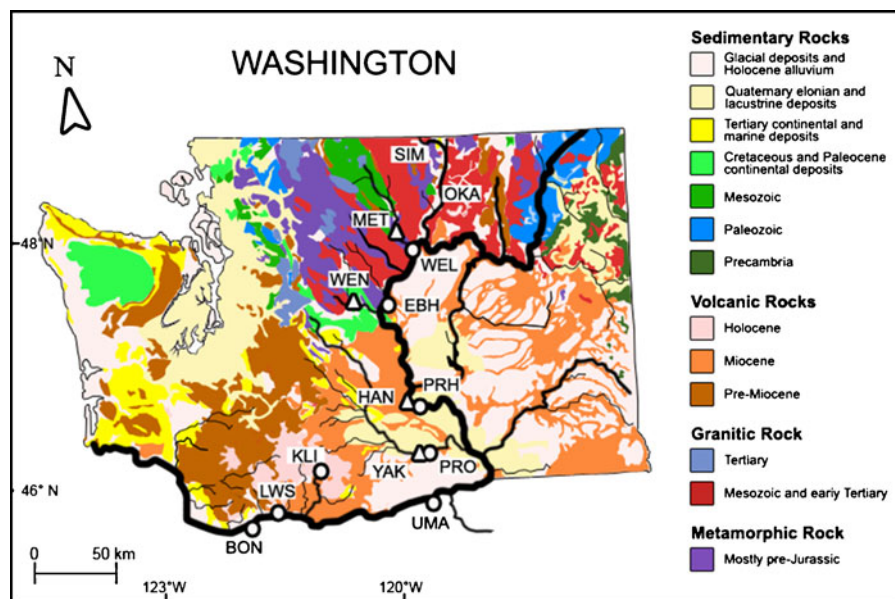 WASHINGTON
N
SIM
OKA
MET
48°N
WEL
WEN
EBH
PRH
HAN
KLI
YAK
PRO
46° N
LWS
UMA
BON
0
50 km
123°W
120°W
Sedimentary Rocks
Glacial deposits and
Holocene alluvium
Quaternary elonian and
lacustrine deposits
Tertiary continental and
marine deposits
Cretaceous and Paleocene
continental deposits
Mesozoic
Paleozoic
Precambria
Volcanic Rocks
Holocene
Miocene
Pre-Miocene
Granitic Rock
Tertiary
Mesozoic and early Tertiary
Metamorphic Rock
Mostly pre-Jurassic